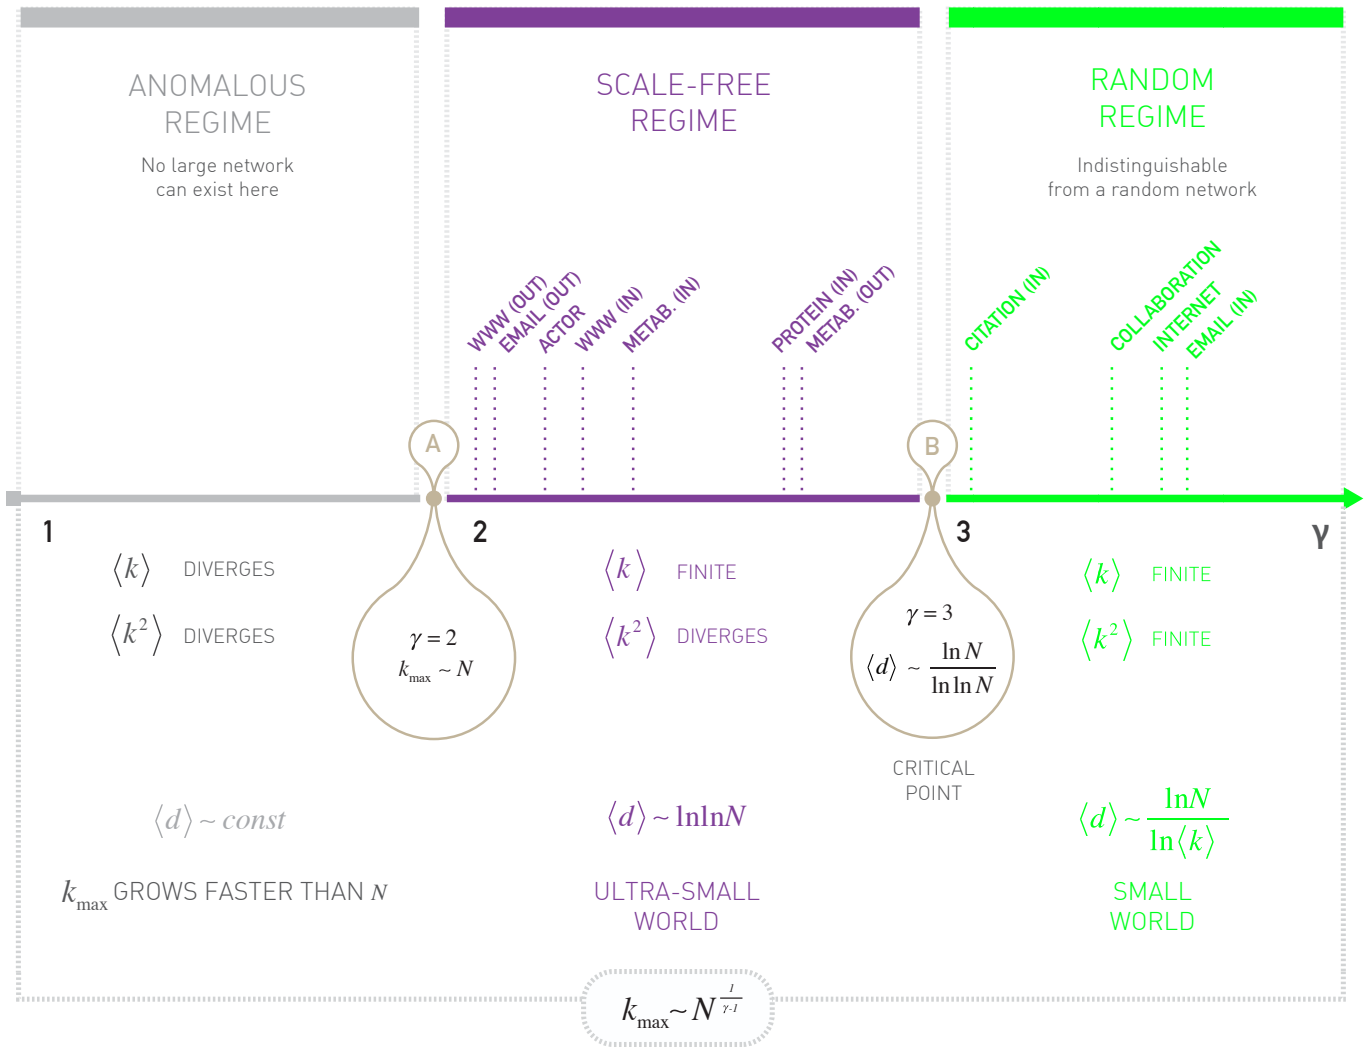 ANOMALOUS
REGIME
No large network
can exist here
SCALE-FREE
REGIME
RANDOM
REGIME
Indistinguishable
from a random network
WWW (OUT)
EMAIL (OUT)
ACTOR
WWW (IN)
METAB. (IN)
PROTEIN (IN)
METAB. (OUT)
CITATION (IN)
COLLABORATION
INTERNET
EMAIL (IN)
A
B
1
2
3
γ
⟨k⟩ DIVERGES
⟨k²⟩ DIVERGES
γ = 2
k_max ~ N
⟨k⟩ FINITE
⟨k²⟩ DIVERGES
γ = 3
⟨d⟩ ~ ln N / ln ln N
CRITICAL
POINT
⟨k⟩ FINITE
⟨k²⟩ FINITE
⟨d⟩ ~ const
k_max GROWS FASTER THAN N
⟨d⟩ ~ lnlnN
ULTRA-SMALL
WORLD
⟨d⟩ ~ lnN / ln⟨k⟩
SMALL
WORLD
k_max ~ N^(1/(γ-1))